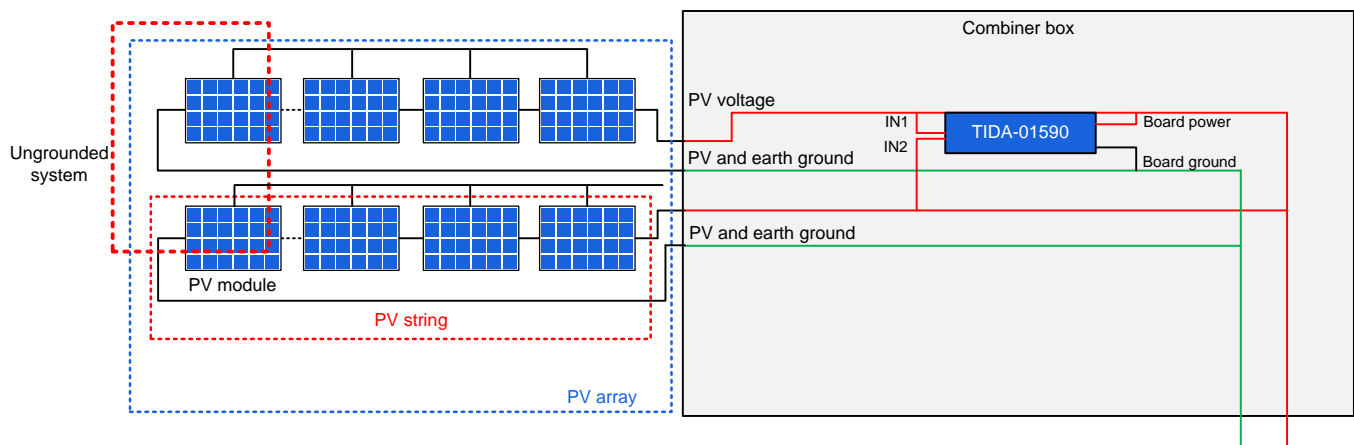 Combiner box
PV voltage
IN1
TIDA-01590
Board power
IN2
Ungrounded
system
PV and earth ground
Board ground
PV and earth ground
PV module
PV string
PV array